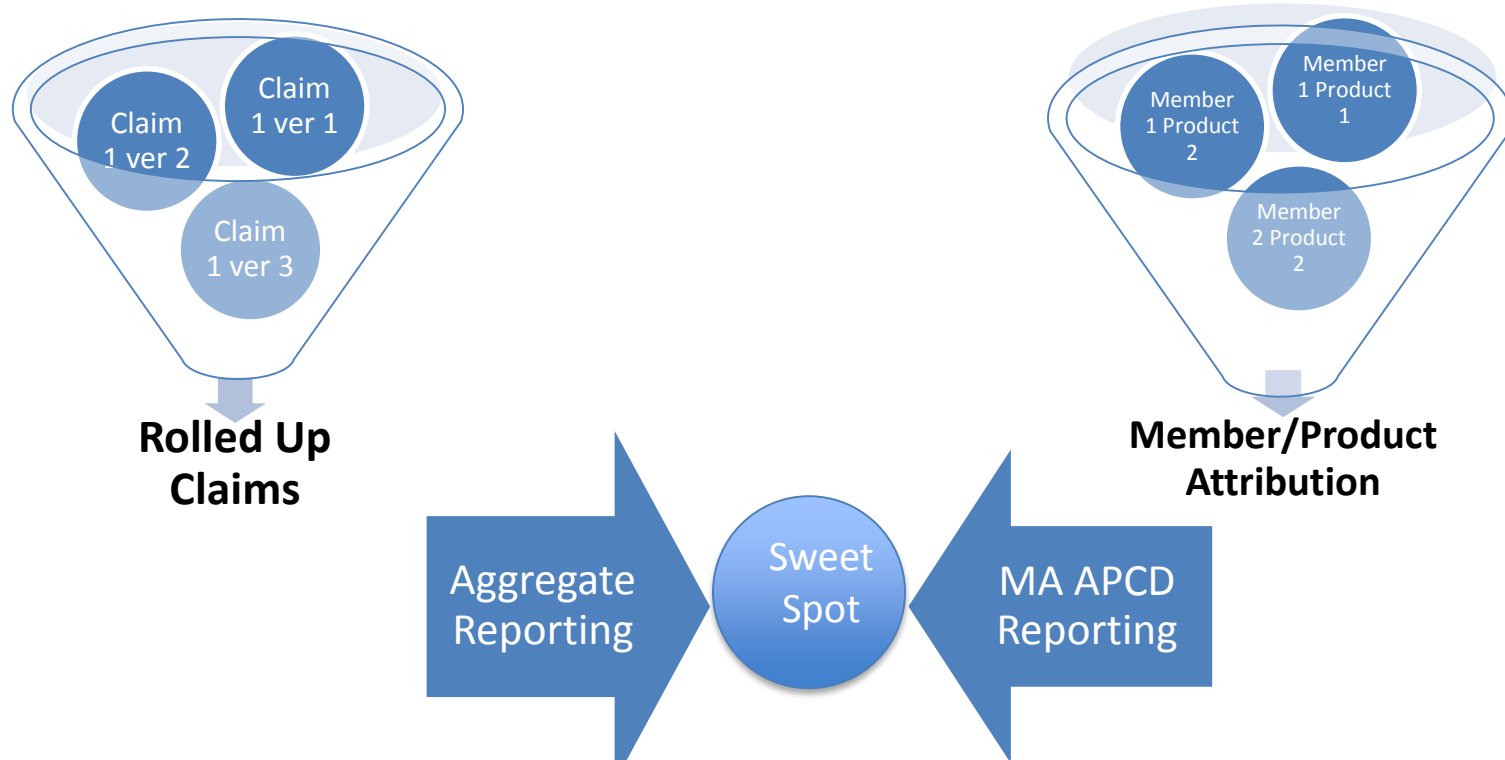 Claim
1 ver 1
Claim
1 ver 2
Claim
1 ver 3
Rolled Up
Claims
Member
1 Product
1
Member
1 Product
2
Member
2 Product
2
Member/Product
Attribution
Aggregate
Reporting
Sweet
Spot
MA APCD
Reporting